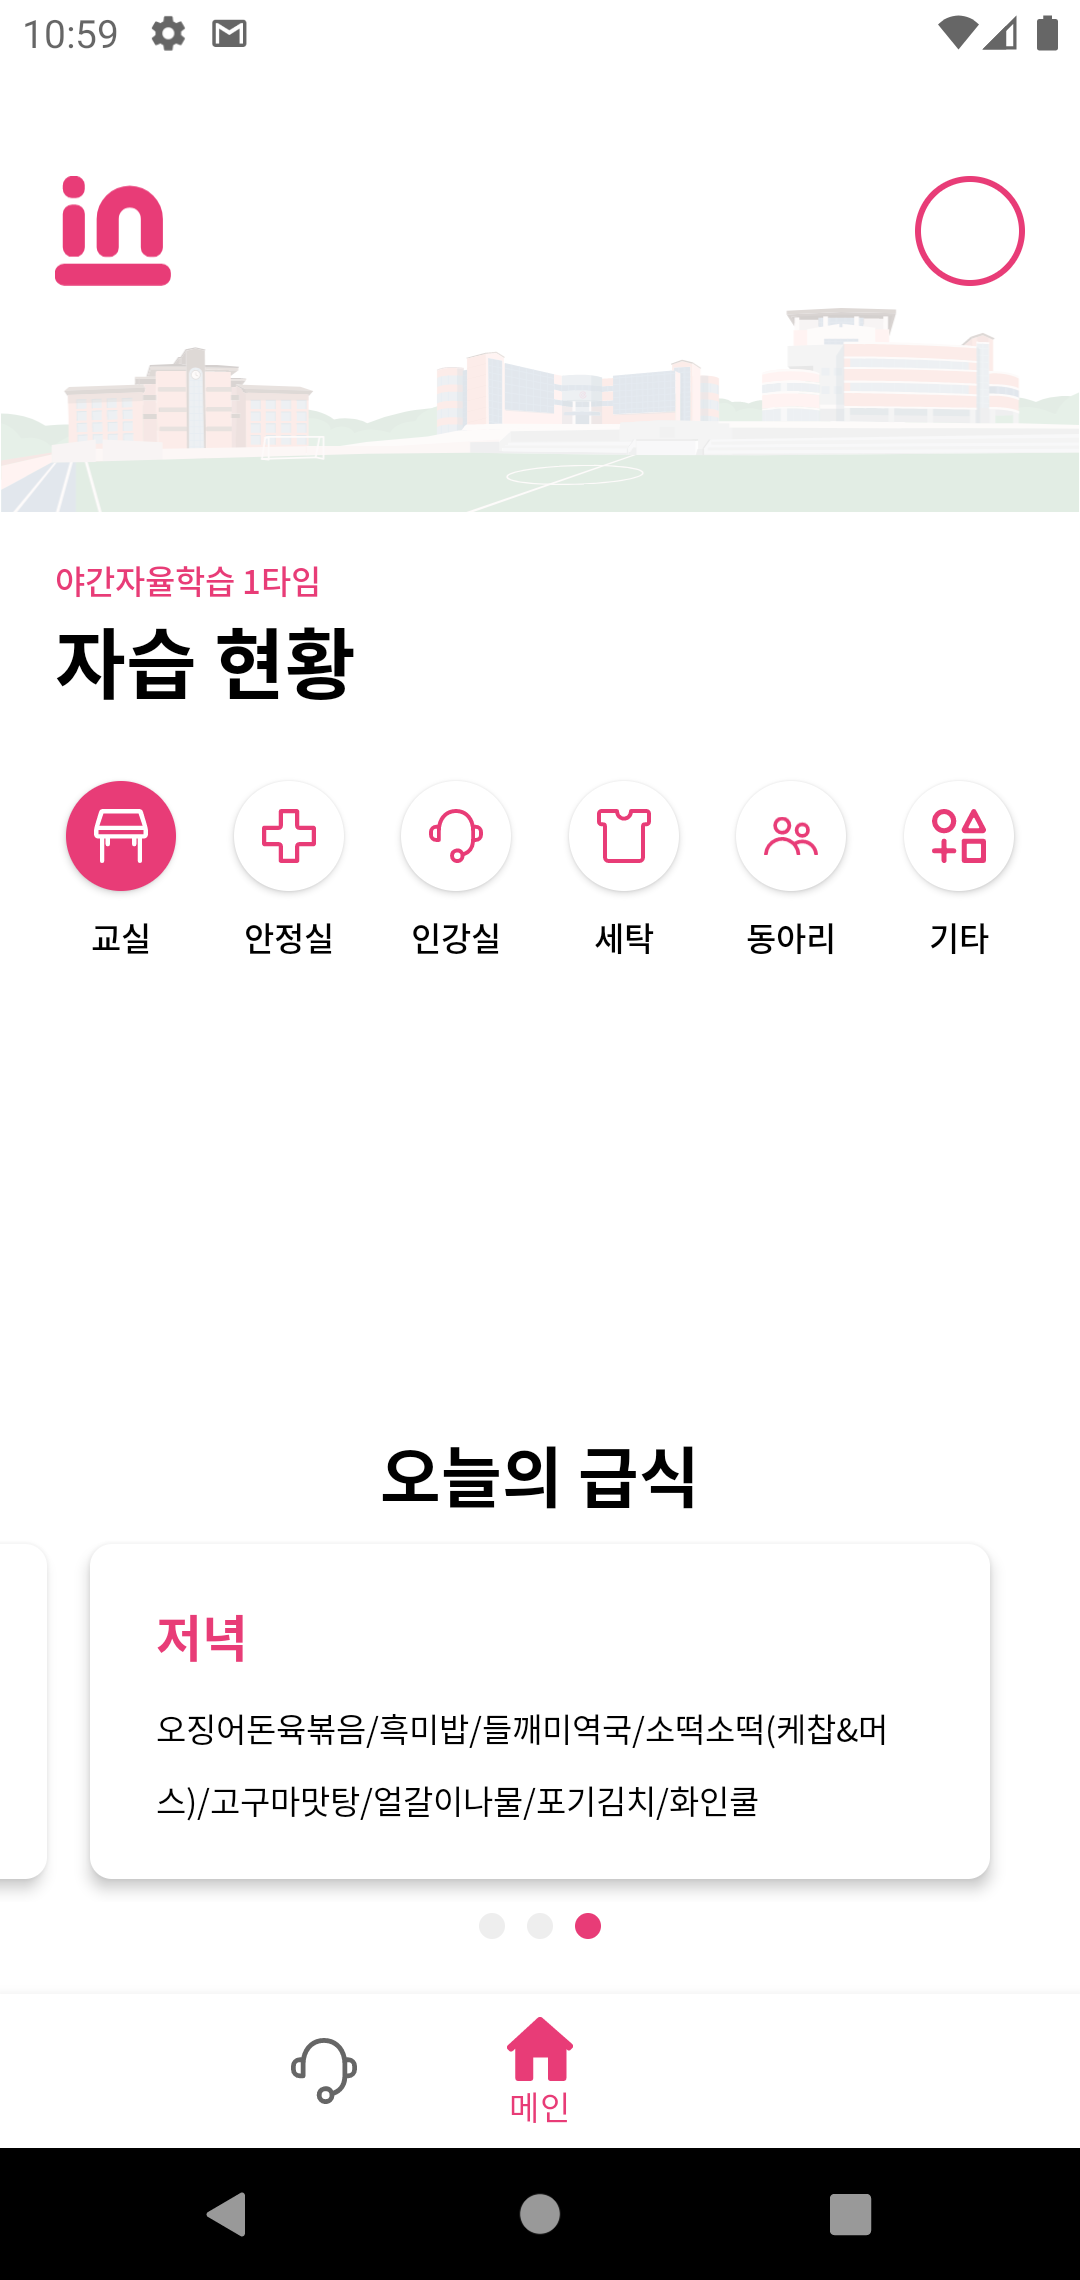 10:59
in
야간자율학습 1타임
자습 현황
교실 안정실 인강실 세탁 동아리 기타
오늘의 급식
저녁
오징어돈육볶음/흑미밥/들깨미역국/소떡소떡(케찹&머
스)/고구마맛탕/얼갈이나물/포기김치/화인쿨
메인